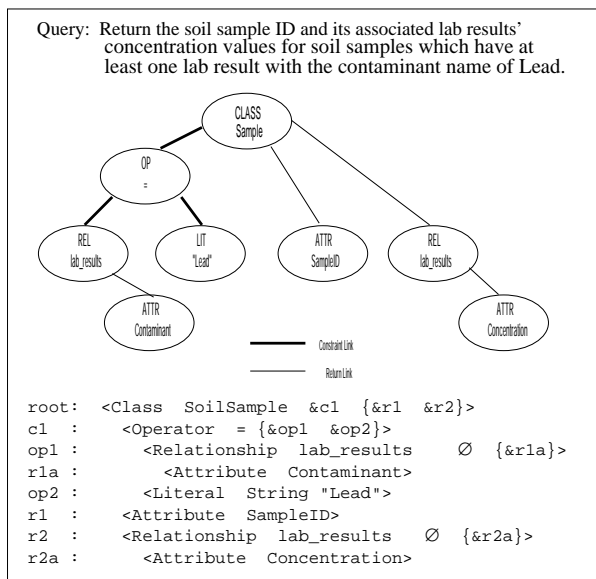 Query: Return the soil sample ID and its associated lab results’
concentration values for soil samples which have at
least one lab result with the contaminant name of Lead.
CLASS
Sample
OP
=
REL
lab_results
LIT
"Lead"
ATTR
SampleID
REL
lab_results
ATTR
Contaminant
ATTR
Concentration
Constraint Link
Return Link
root: <Class SoilSample &c1 {&r1 &r2}>
c1 : <Operator = {&op1 &op2}>
op1 : <Relationship lab_results ∅ {&r1a}>
r1a : <Attribute Contaminant>
op2 : <Literal String "Lead">
r1 : <Attribute SampleID>
r2 : <Relationship lab_results ∅ {&r2a}>
r2a : <Attribute Concentration>